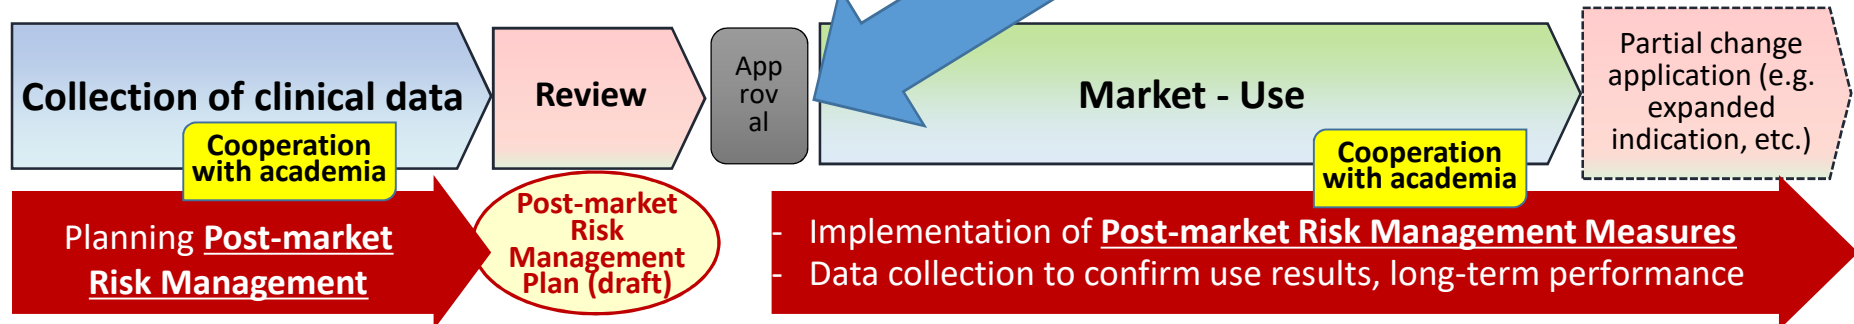 Collection of clinical data
Cooperation
with academia
Review
App
rov
al
Market - Use
Cooperation
with academia
Partial change
application (e.g.
expanded
indication, etc.)
Planning Post-market
Risk Management
Post-market
Risk
Management
Plan (draft)
- Implementation of Post-market Risk Management Measures
- Data collection to confirm use results, long-term performance